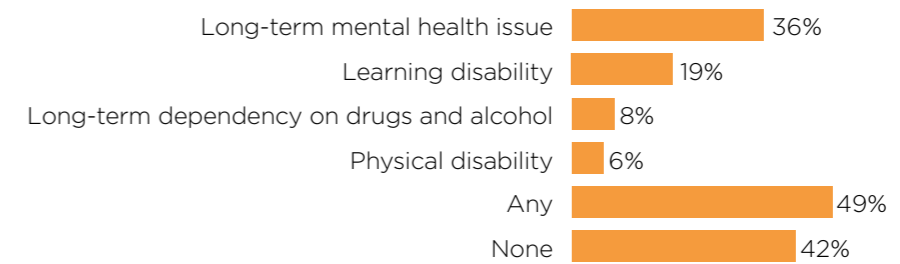 Long-term mental health issue 36%
Learning disability 19%
Long-term dependency on drugs and alcohol 8%
Physical disability 6%
Any 49%
None 42%